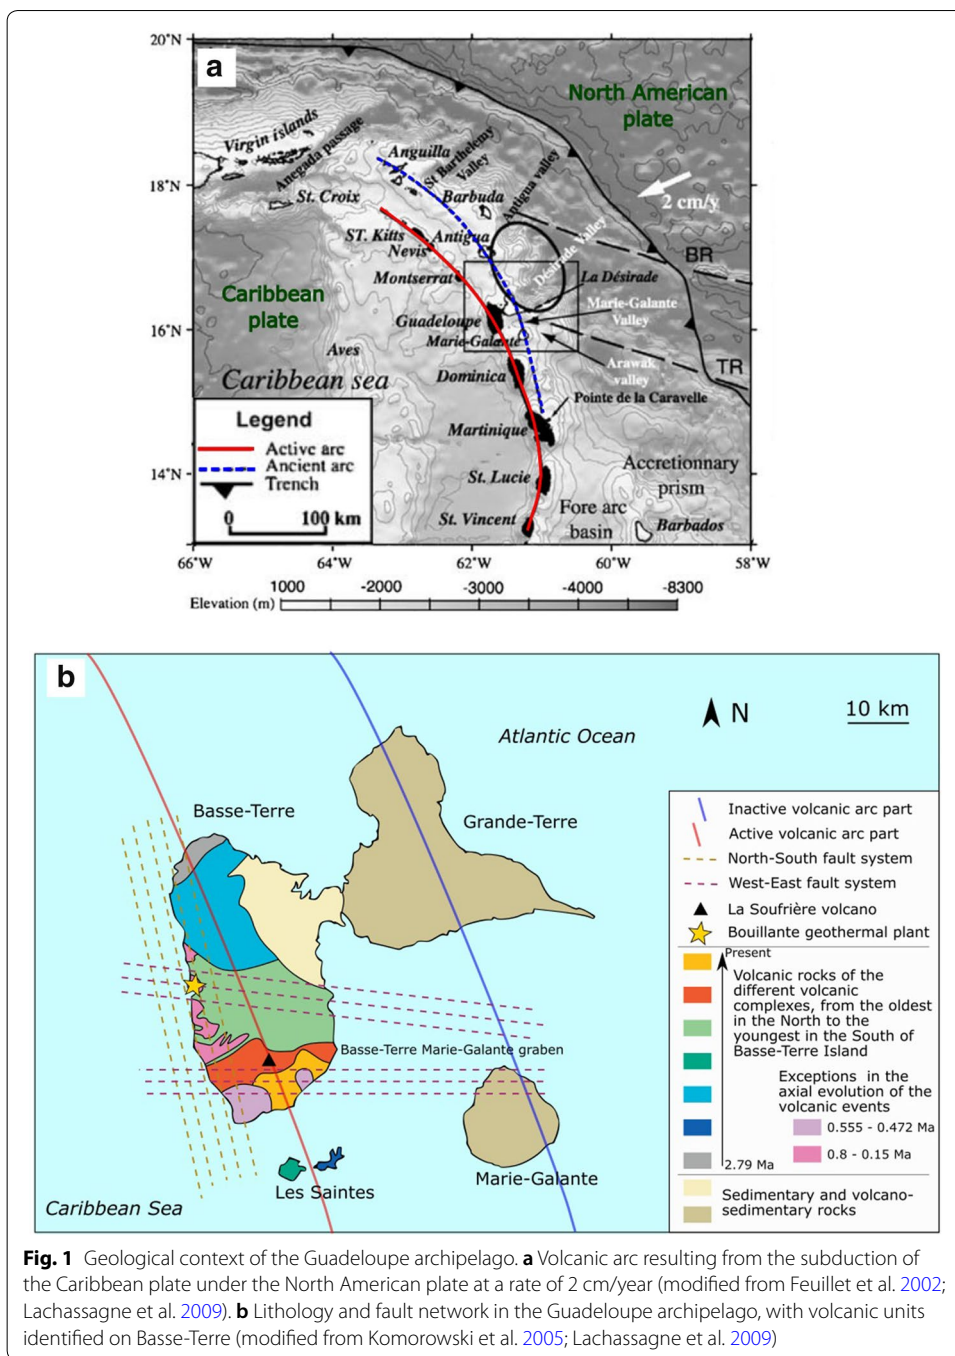 20°N
a
North American
plate
Virgin islands
Anegada passage
Anguilla
St Barthelemy
Valley
Antigua valley
18°N
St. Croix
Barbuda
2 cm/y
ST. Kitts
Nevis
Antigua
Désirade Valley
BR
Montserrat
La Désirade
Caribbean
plate
Marie-Galante
Valley
Guadeloupe
16°N
Marie-Galante
Aves
Arawak
valley
TR
Caribbean sea
Dominica
Pointe de la Caravelle
Legend
Active arc
Ancient arc
Trench
0 100 km
Martinique
14°N
St. Lucie
Accretionnary
prism
St. Vincent
Fore arc
basin
Barbados
66°W 64°W 62°W 60°W 58°W
Elevation (m) 1000 -2000 -3000 -4000 -8300
b
N
10 km
Atlantic Ocean
Basse-Terre
Grande-Terre
Inactive volcanic arc part
Active volcanic arc part
North-South fault system
West-East fault system
La Soufrière volcano
Bouillante geothermal plant
Present
Volcanic rocks of the
different volcanic
complexes, from the oldest
in the North to the
youngest in the South of
Basse-Terre Island
Exceptions in the
axial evolution of the
volcanic events
0.555 - 0.472 Ma
0.8 - 0.15 Ma
2.79 Ma
Sedimentary and volcano-
sedimentary rocks
Basse-Terre Marie-Galante graben
Marie-Galante
Les Saintes
Caribbean Sea
Fig. 1 Geological context of the Guadeloupe archipelago. a Volcanic arc resulting from the subduction of
the Caribbean plate under the North American plate at a rate of 2 cm/year (modified from Feuillet et al. 2002;
Lachassagne et al. 2009). b Lithology and fault network in the Guadeloupe archipelago, with volcanic units
identified on Basse-Terre (modified from Komorowski et al. 2005; Lachassagne et al. 2009)